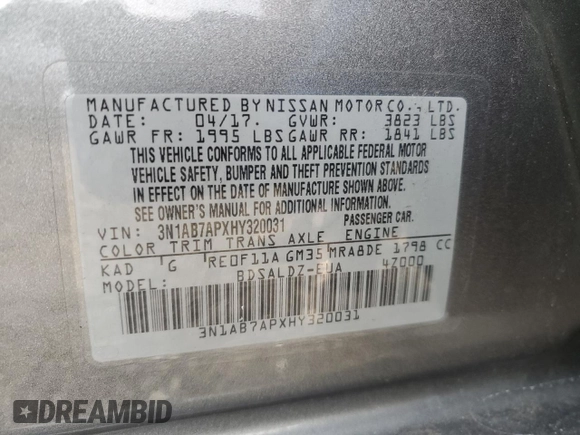 MANUFACTURED BY NISSAN MOTOR CO., LTD.
DATE: 04/17. GVWR: 3823 LBS
GAWR FR: 1995 LBS GAWR RR: 1841 LBS
THIS VEHICLE CONFORMS TO ALL APPLICABLE FEDERAL MOTOR
VEHICLE SAFETY, BUMPER AND THEFT PREVENTION STANDARDS
IN EFFECT ON THE DATE OF MANUFACTURE SHOWN ABOVE.
SEE OWNER'S MANUAL FOR ADDITIONAL INFORMATION.
VIN: 3N1AB7APXHY320031 PASSENGER CAR.
COLOR TRIM TRANS AXLE ENGINE
KAD G RE0F11A GM35 MRA8DE 1798 CC
MODEL: BDSALDZ-EUA 47000
3N1AB7APXHY320031
DREAMBID